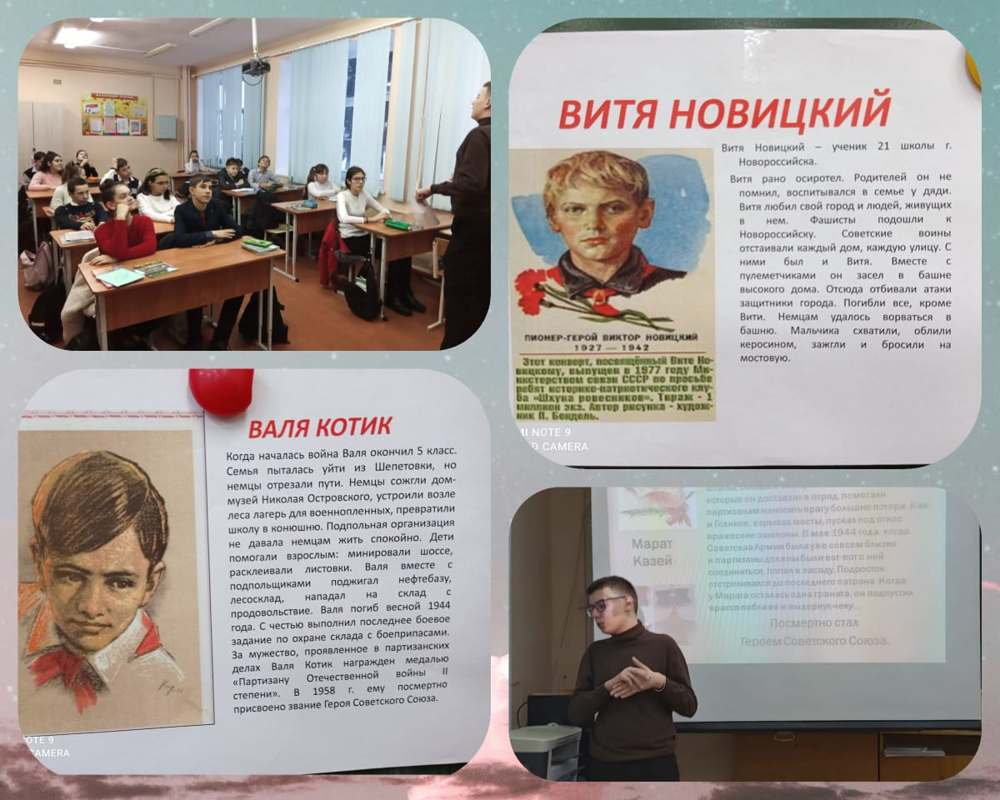 ВИТЯ НОВИЦКИЙ
Витя Новицкий – ученик 21 школы г.
Новороссийска.
Витя рано осиротел. Родителей он не
помнил, воспитывался в семье у дяди.
Витя любил свой город и людей, живущих
в нем. Фашисты подошли к
Новороссийску. Советские воины
отстаивали каждый дом, каждую улицу. С
ними был и Витя. Вместе с
пулеметчиками он засел в башне
высокого дома. Отсюда отбивали атаки
защитники города. Погибли все, кроме
Вити. Немцам удалось ворваться в
башню. Мальчика схватили, облили
керосином, зажгли и бросили на
мостовую.
ПИОНЕР-ГЕРОЙ ВИКТОР НОВИЦКИЙ
1927 — 1942
Этот конверт, посвящённый Вите Но-
вицкому, выпущен в 1977 году Ми-
нистерством связи СССР по просьбе
ребят историко-патриотического клу-
ба «Шхуна ровесников». Тираж - 1
миллион экз. Автор рисунка - худож-
ник П. Бендель.
MI NOTE 9
D CAMERA
ВАЛЯ КОТИК
Когда началась война Валя окончил 5 класс.
Семья пыталась уйти из Шепетовки, но
немцы отрезали пути. Немцы сожгли дом-
музей Николая Островского, устроили возле
леса лагерь для военнопленных, превратили
школу в конюшню. Подпольная организация
не давала немцам жить спокойно. Дети
помогали взрослым: минировали шоссе,
расклеивали листовки. Валя вместе с
подпольщиками поджигал нефтебазу,
лесосклад, нападал на склад с
продовольствие. Валя погиб весной 1944
года. С честью выполнил последнее боевое
задание по охране склада с боеприпасами.
За мужество, проявленное в партизанских
делах Валя Котик награжден медалью
«Партизану Отечественной войны II
степени». В 1958 г. ему посмертно
присвоено звание Героя Советского Союза.
OTE 9
CAMERA
Марат
Казей
которые он доставлял в отряд, помогали
партизанам наносить врагу большие потери. Как
и Голиков, взрывал мосты, пускал под откос
вражеские эшелоны. В мае 1944 года, когда
Советская Армия была уже совсем близко
и партизаны должны были вот-вот с ней
соединиться, попал в засаду. Подросток
отстреливался до последнего патрона. Когда
у Марата осталась одна граната, он подпустил
врагов поближе и выдернул чеку...
Посмертно стал
Героем Советского Союза.